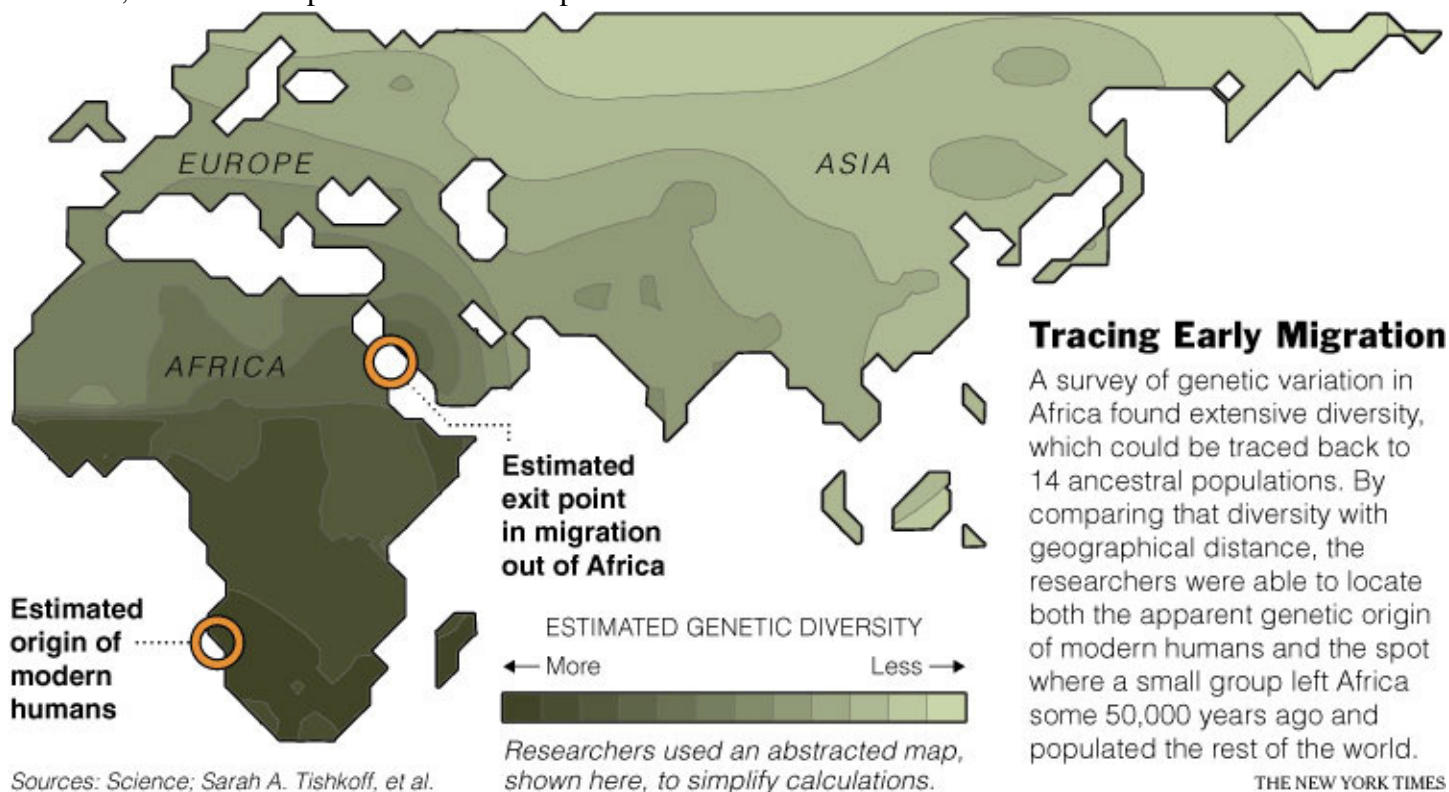 EUROPE
ASIA
AFRICA
Estimated
exit point
in migration
out of Africa
Estimated
origin of
modern
humans
ESTIMATED GENETIC DIVERSITY
← More
Less →
Researchers used an abstracted map,
shown here, to simplify calculations.
Sources: Science; Sarah A. Tishkoff, et al.
Tracing Early Migration
A survey of genetic variation in
Africa found extensive diversity,
which could be traced back to
14 ancestral populations. By
comparing that diversity with
geographical distance, the
researchers were able to locate
both the apparent genetic origin
of modern humans and the spot
where a small group left Africa
some 50,000 years ago and
populated the rest of the world.
THE NEW YORK TIMES